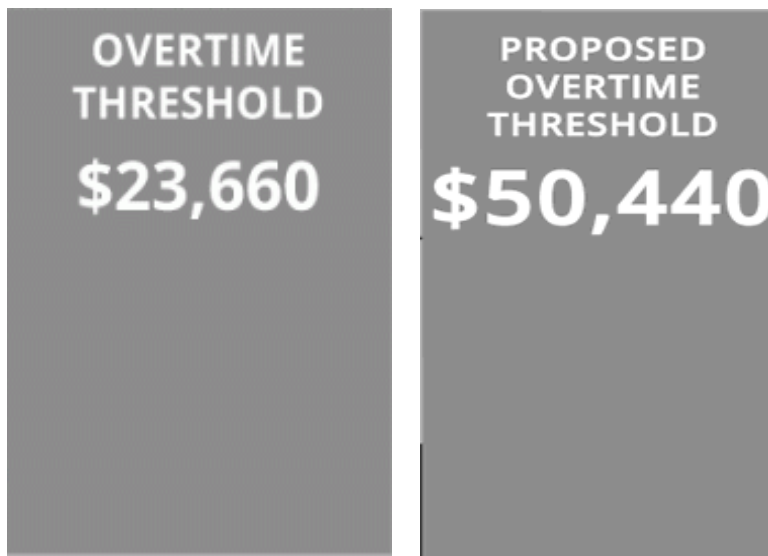 OVERTIME
THRESHOLD
$23,660
PROPOSED
OVERTIME
THRESHOLD
$50,440